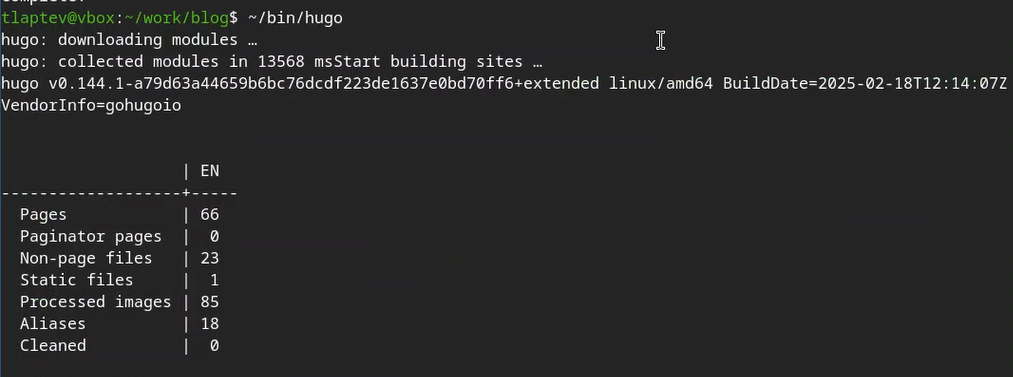 tlaptev@vbox:~/work/blog$ ~/bin/hugo
hugo: downloading modules …
hugo: collected modules in 13568 msStart building sites …
hugo v0.144.1-a79d63a44659b6bc76dcdf223de1637e0bd70ff6+extended linux/amd64 BuildDate=2025-02-18T12:14:07Z
VendorInfo=gohugoio
| EN
-------------------+-----
Pages | 66
Paginator pages | 0
Non-page files | 23
Static files | 1
Processed images | 85
Aliases | 18
Cleaned | 0